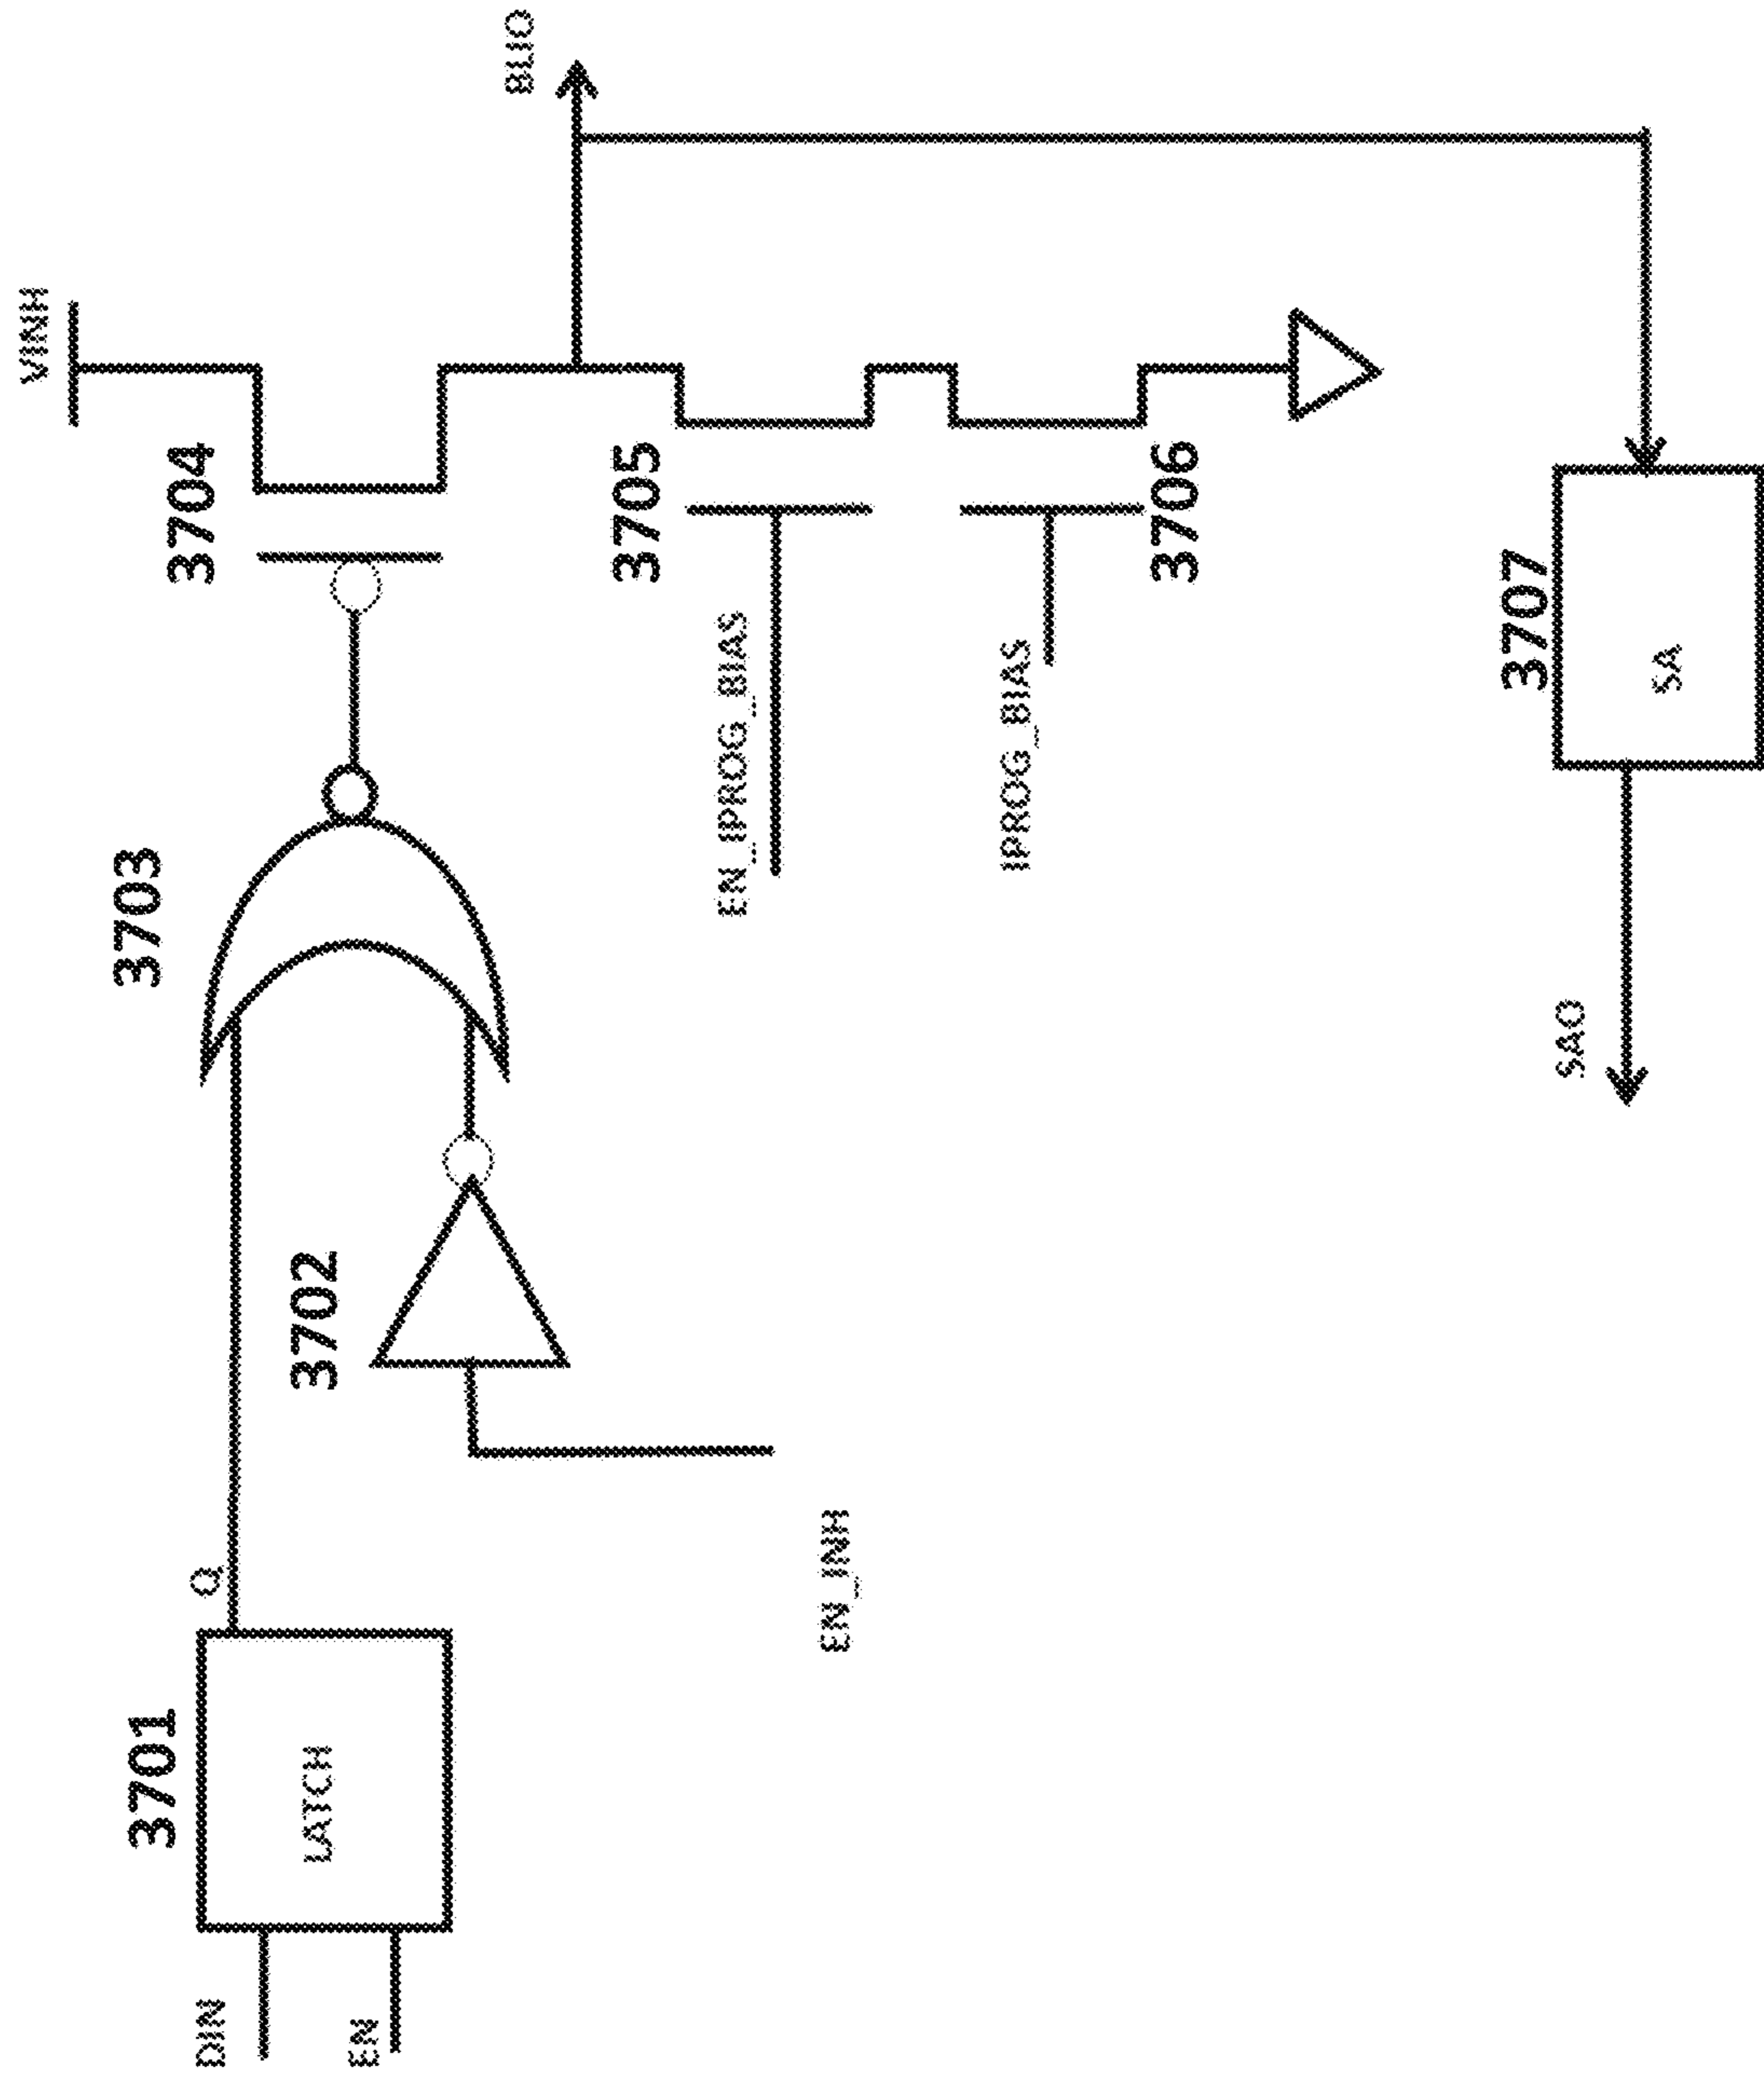 VINH
3704
3701
3703
BLIO
DIN
LATCH
Q
3702
EN
3705
EN_IPROG_BIAS
EN_INH
IPROG_BIAS
3706
3707
SAO
SA